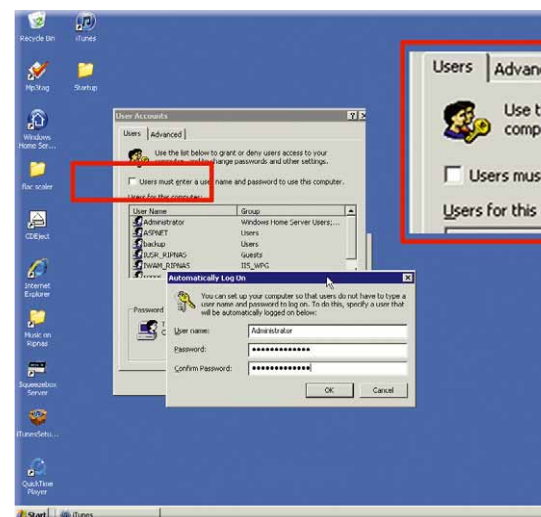 Recycle Bin
iTunes
Mp3tag
Startup
Windows
Home Ser...
flac scaler
CDEject
Internet
Explorer
Music on
Ripnas
Squeezebox
Server
iTunesSetu...
QuickTime
Player
User Accounts
Users
Advanced
Use the list below to grant or deny users access to your
change passwords and other settings.
Users must enter a user name and password to use this computer.
Users for this computer:
User Name
Group
Administrator
Windows Home Server Users;...
ASPNET
Users
backup
Users
IUSR_RIPNAS
Guests
IWAM_RIPNAS
IIS_WPG
Password
Automatically Log On
You can set up your computer so that users do not have to type a
user name and password to log on. To do this, specify a user that
will be automatically logged on below:
User name:
Administrator
Password:
Confirm Password:
OK
Cancel
Users
Advan
Use t
comp
Users mus
Users for this
Start
iTunes